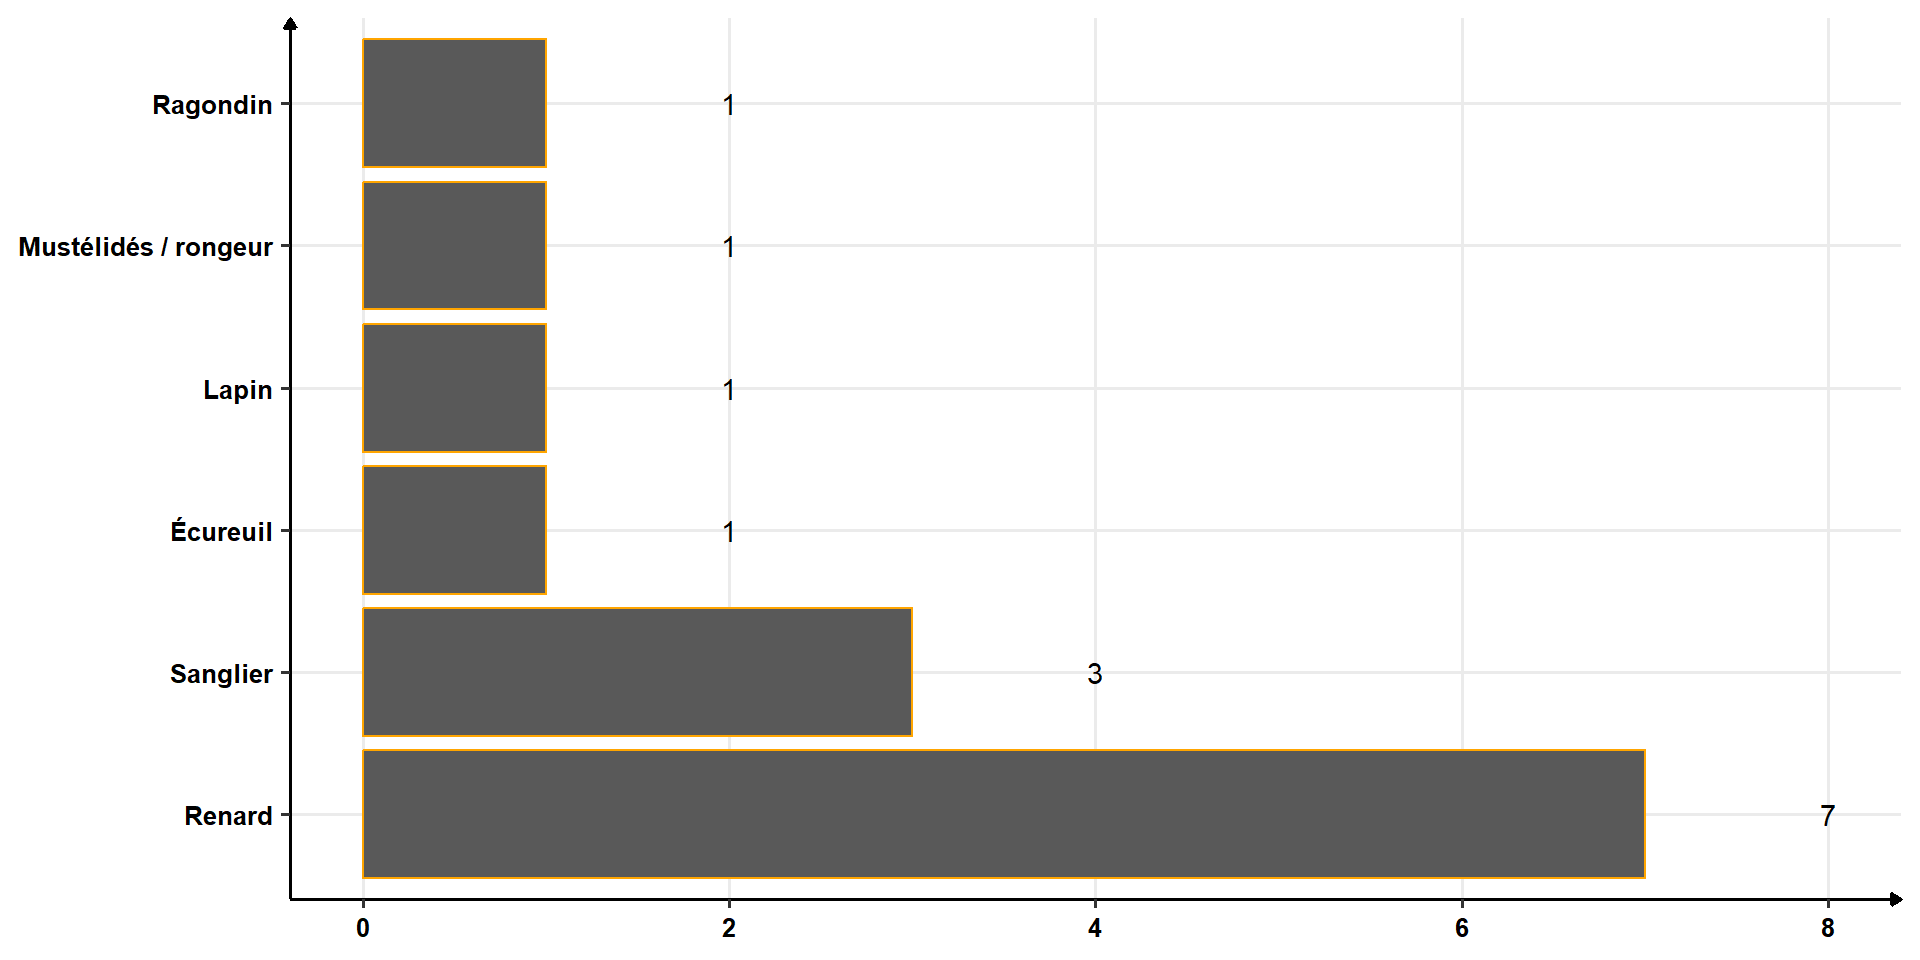 Ragondin 1
Mustélidés / rongeur 1
Lapin 1
Écureuil 1
Sanglier 3
Renard 7
0 2 4 6 8